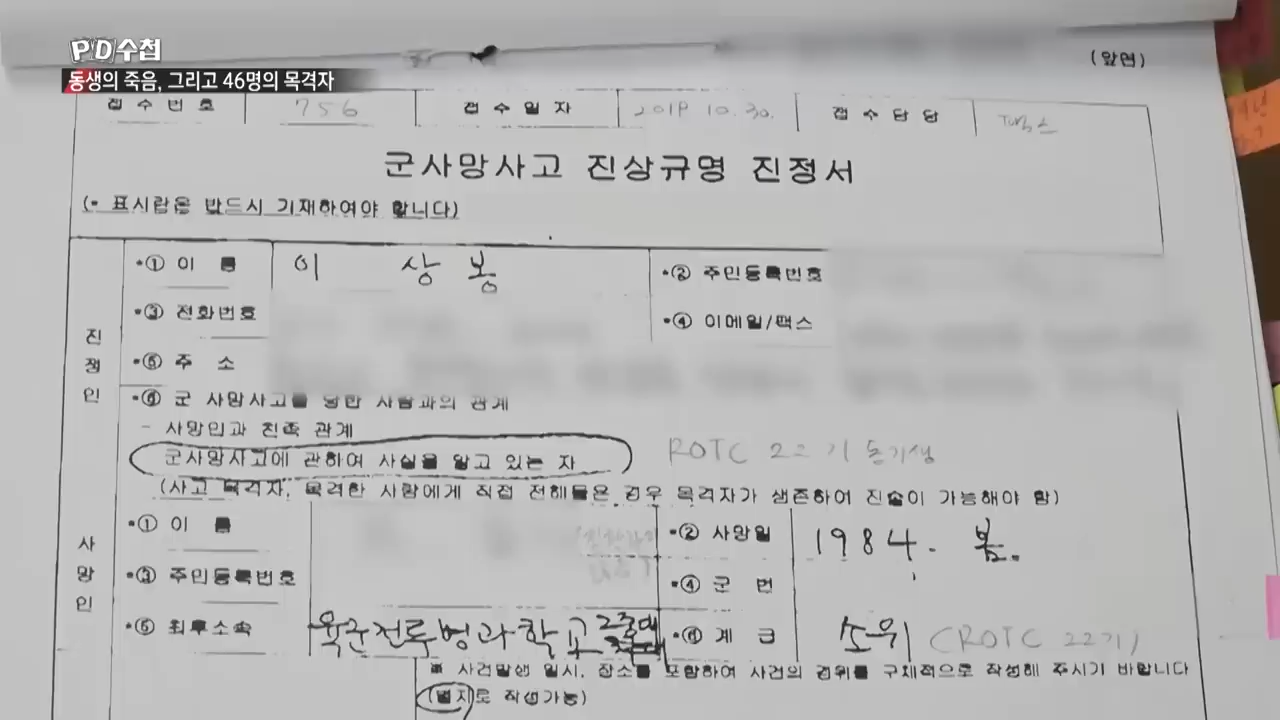 PD수첩
동생의 죽음, 그리고 46명의 목격자
(앞면)
접수번호 756 접수일자 2019 10.30. 접수담당
군사망사고 진상규명 진정서
(* 표시란은 반드시 기재하여야 합니다)
진정인
*① 이 름 이 상 봉 *② 주민등록번호
*③ 전화번호 *④ 이메일/팩스
*⑤ 주 소
*⑥ 군 사망사고를 당한 사람과의 관계
- 사망인과 친족 관계
군사망사고에 관하여 사실을 알고 있는 자 ROTC 22기 동기생
(사고 목격자, 목격한 사람에게 직접 전해들은 경우 목격자가 생존하여 진술이 가능해야 함)
사망인
*① 이 름 *② 사망일 1984. 봄.
*③ 주민등록번호 *④ 군 번
*⑤ 최후소속 육군전투병과학교 *⑥ 계 급 소위 (ROTC 22기)
※ 사건발생 일시, 장소를 포함하여 사건의 경위를 구체적으로 작성해 주시기 바랍니다
(별지로 작성가능)